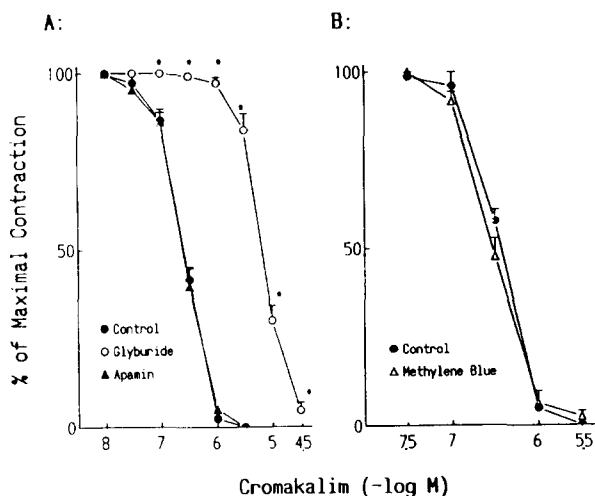 A:
B:
% of Maximal Contraction
100
50
0
Control
Glyburide
Apamin
8 7 6 5 4.5
100
50
0
Control
Methylene Blue
7.5 7 6 5.5
Cromakalim (-log M)